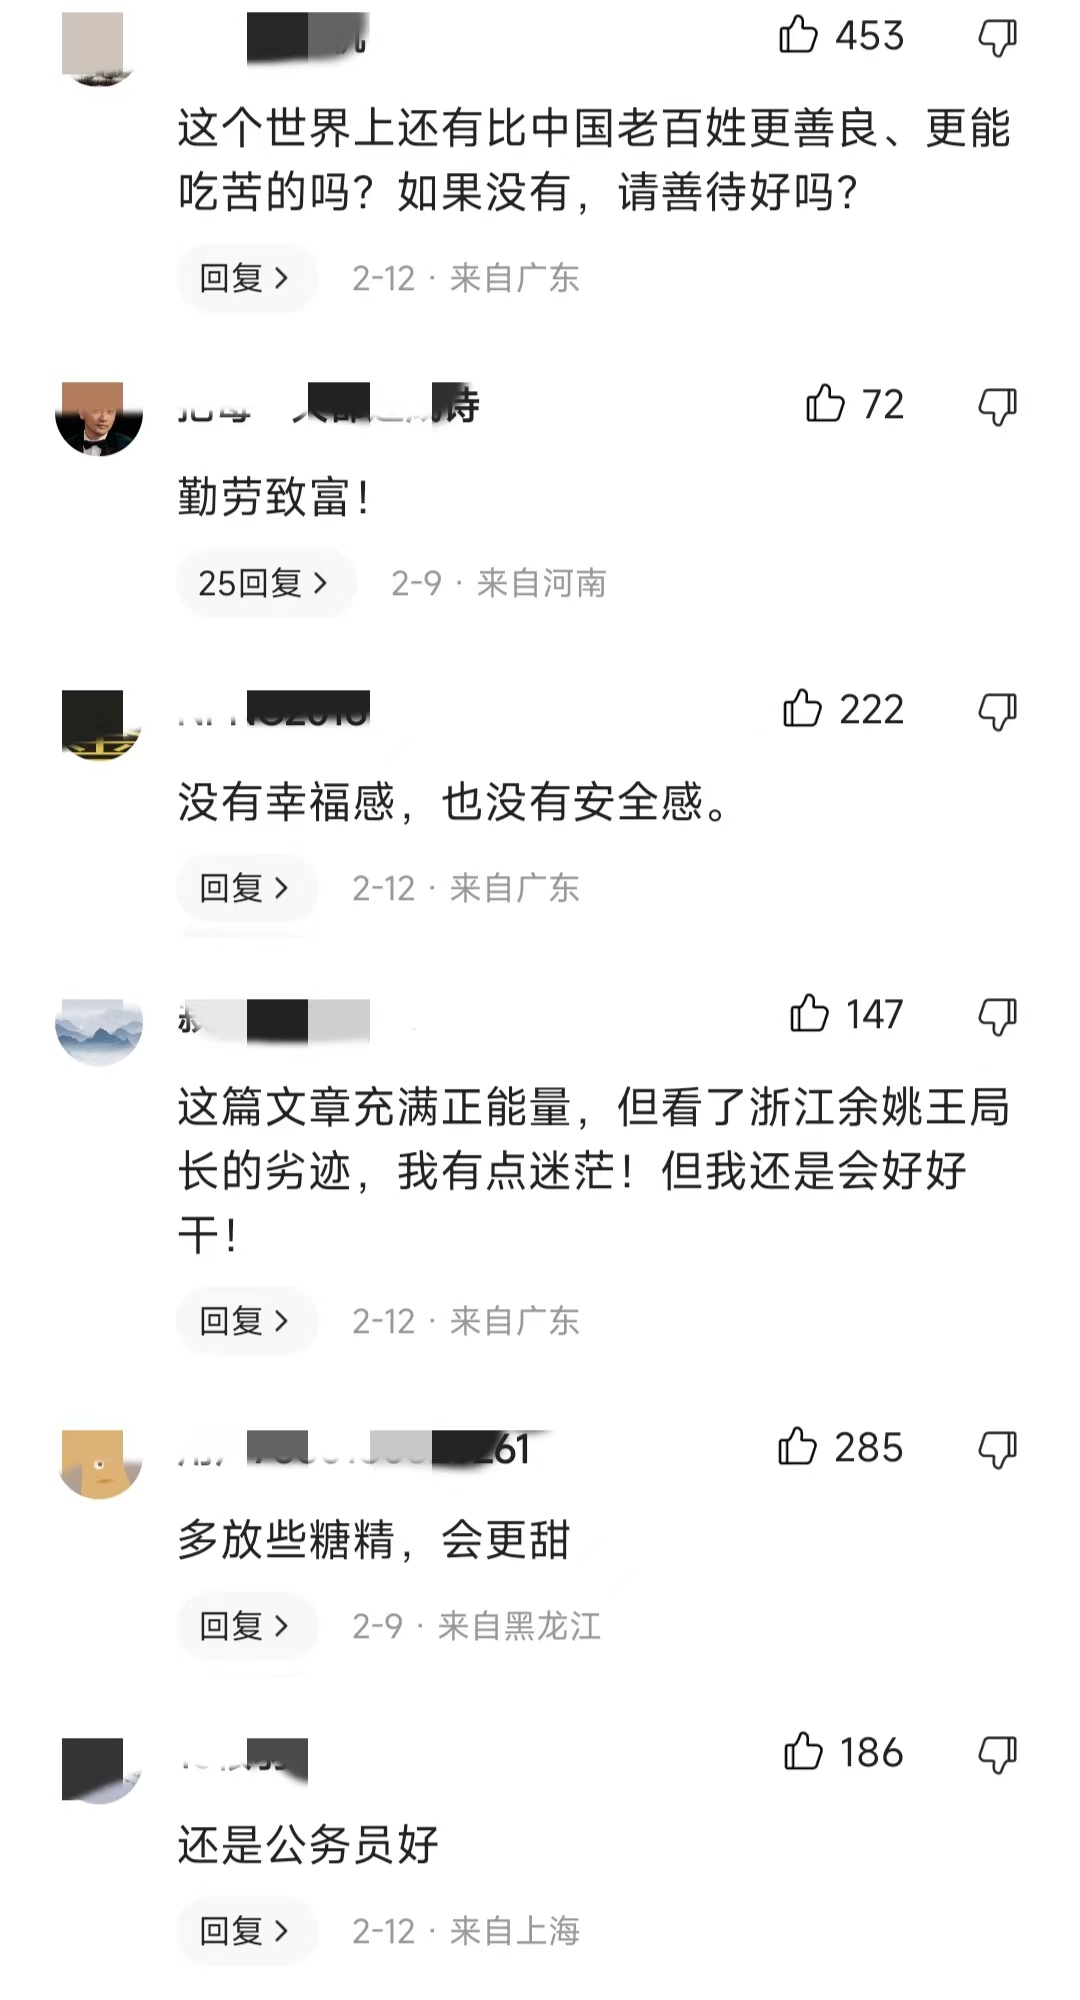 453
这个世界上还有比中国老百姓更善良、更能
吃苦的吗？如果没有，请善待好吗？
回复 >
2-12 · 来自广东
诗
72
勤劳致富！
25回复 >
2-9 · 来自河南
222
没有幸福感，也没有安全感。
回复 >
2-12 · 来自广东
147
这篇文章充满正能量，但看了浙江余姚王局
长的劣迹，我有点迷茫！但我还是会好好
干！
回复 >
2-12 · 来自广东
61
285
多放些糖精，会更甜
回复 >
2-9 · 来自黑龙江
186
还是公务员好
回复 >
2-12 · 来自上海